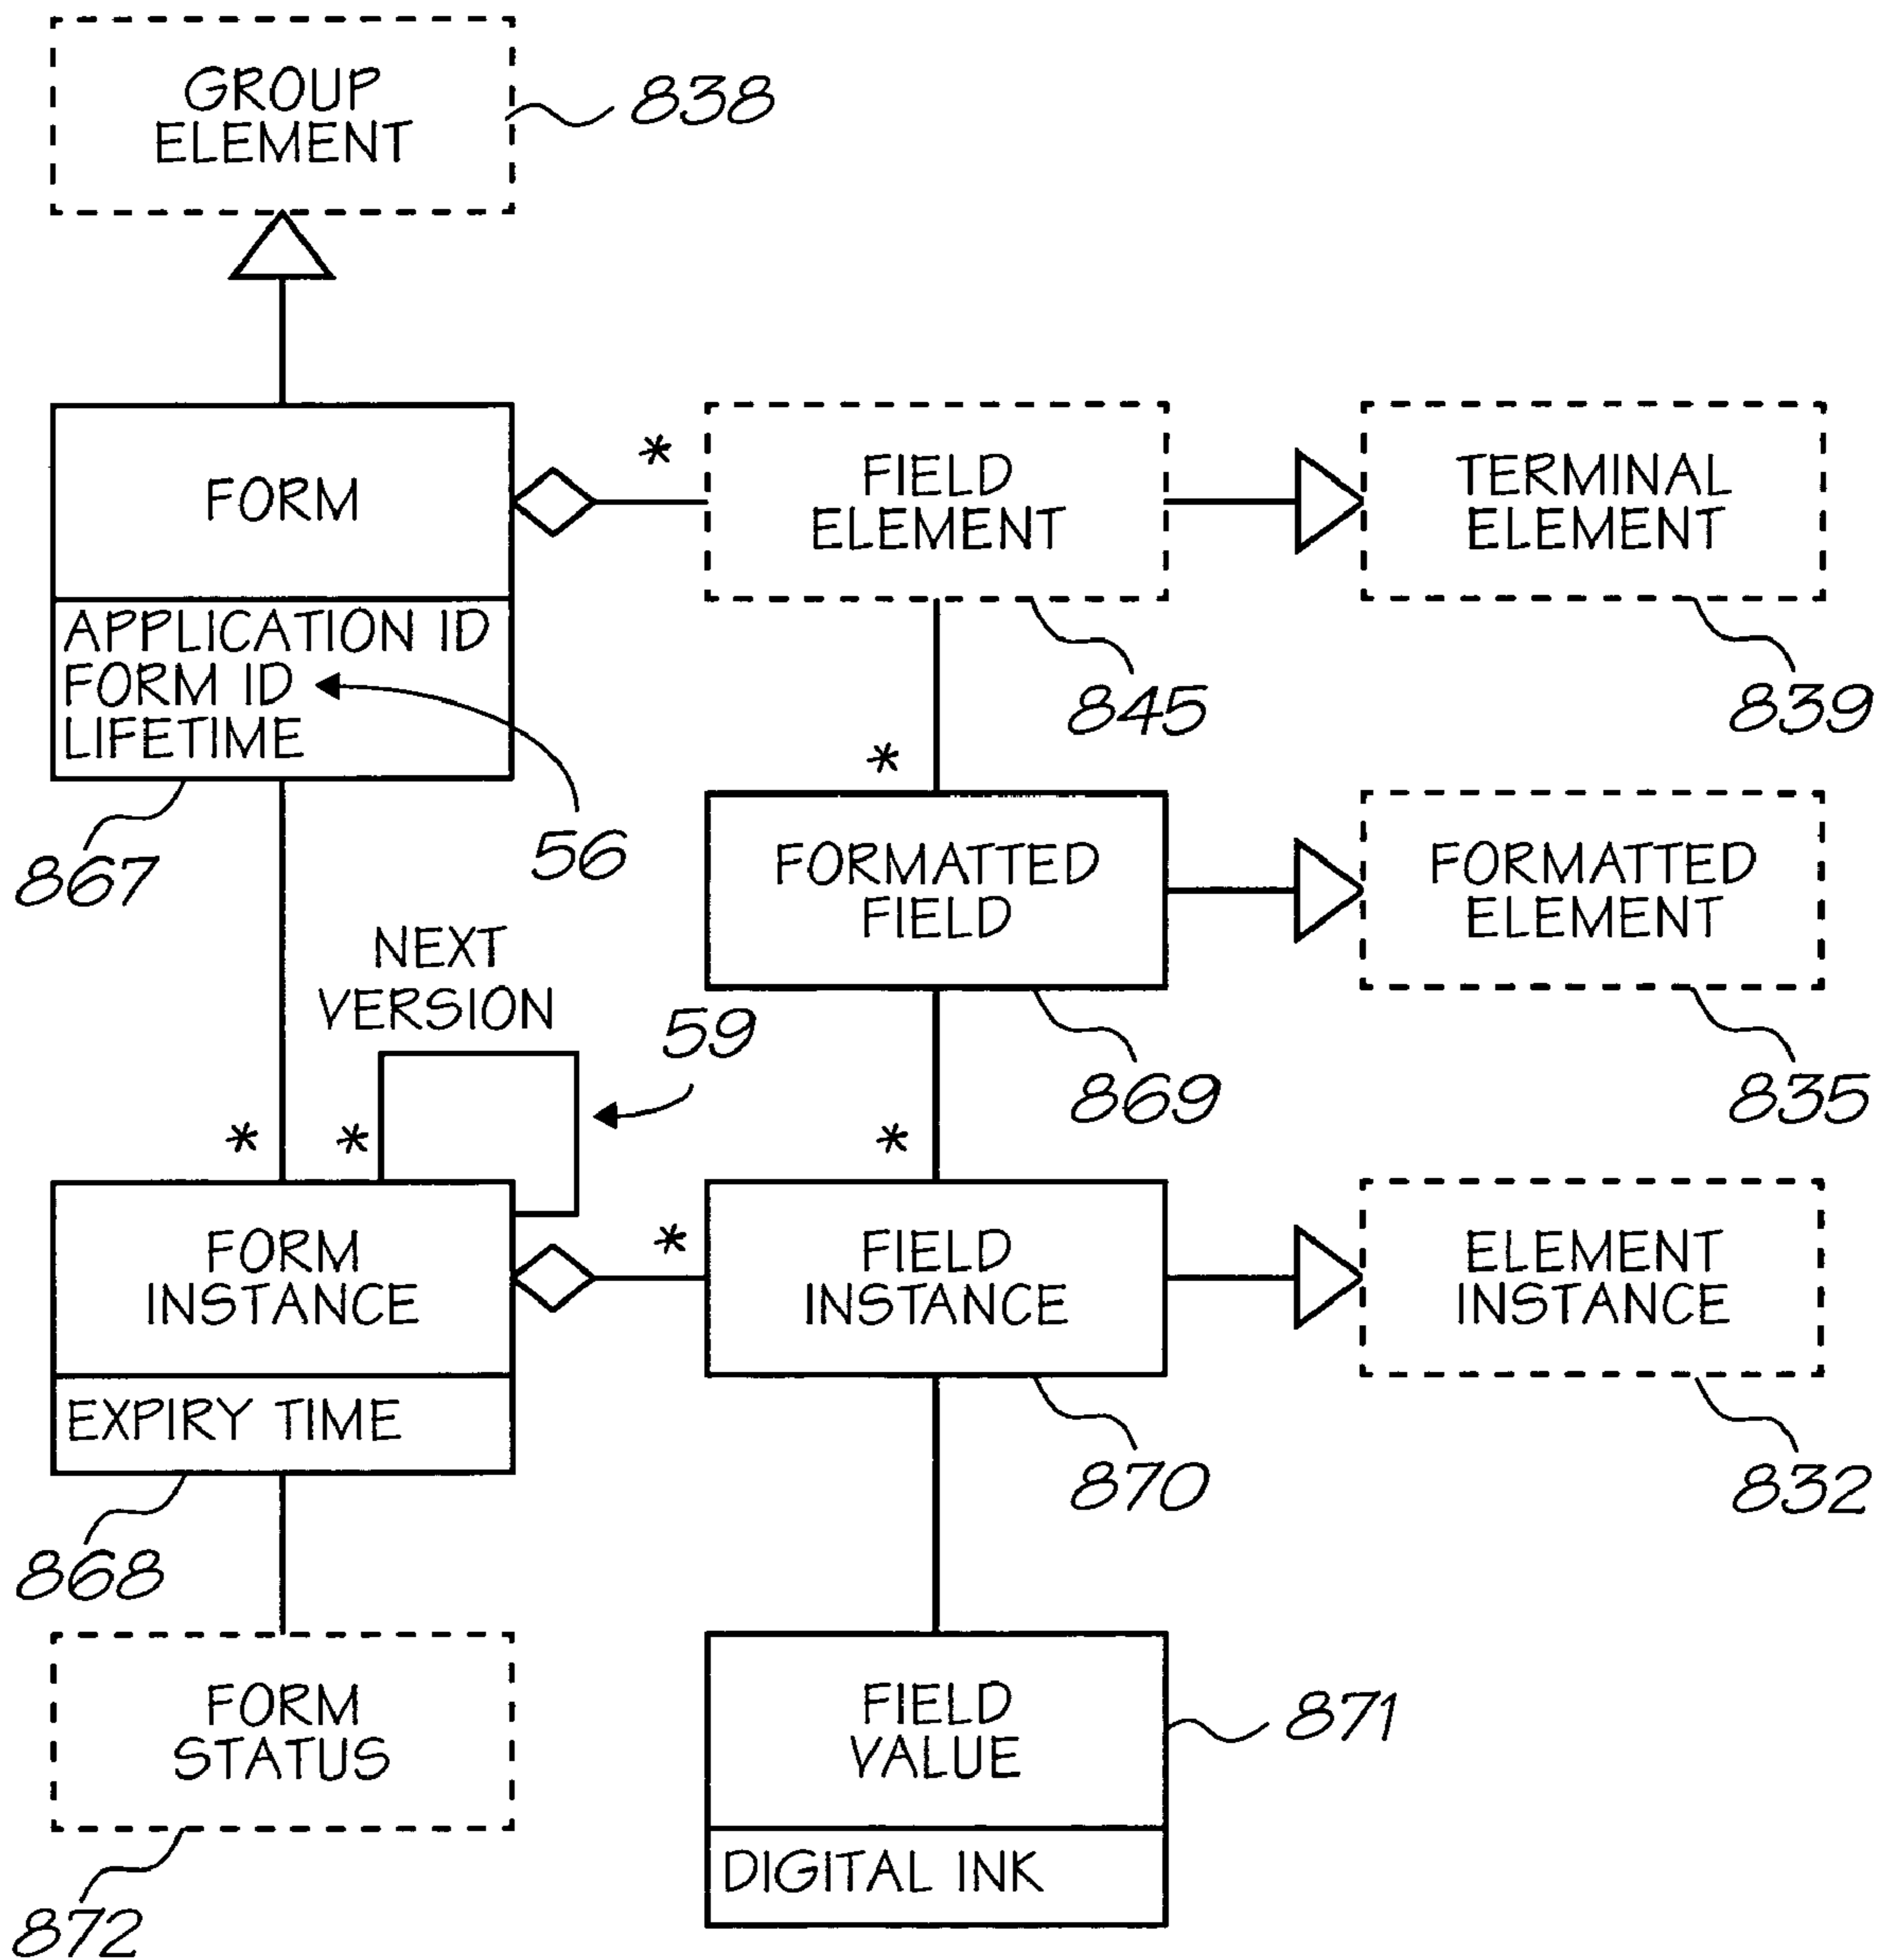 GROUP
ELEMENT
838
FORM
*
FIELD
ELEMENT
TERMINAL
ELEMENT
APPLICATION ID
FORM ID
LIFETIME
56
867
845
839
*
FORMATTED
FIELD
FORMATTED
ELEMENT
NEXT
VERSION
59
869
835
*
*
*
FORM
INSTANCE
*
FIELD
INSTANCE
ELEMENT
INSTANCE
EXPIRY TIME
868
870
832
FORM
STATUS
872
FIELD
VALUE
871
DIGITAL INK